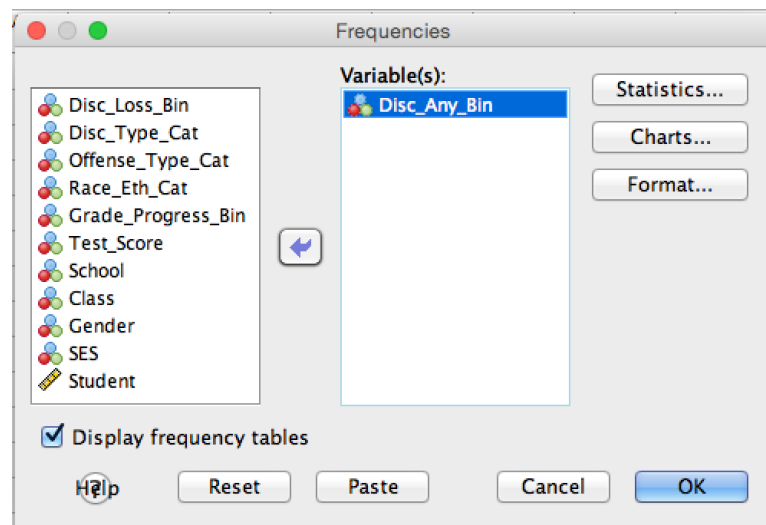 Frequencies
Variable(s):
Disc_Loss_Bin
Disc_Type_Cat
Offense_Type_Cat
Race_Eth_Cat
Grade_Progress_Bin
Test_Score
School
Class
Gender
SES
Student
Disc_Any_Bin
Statistics...
Charts...
Format...
Display frequency tables
Help
Reset
Paste
Cancel
OK